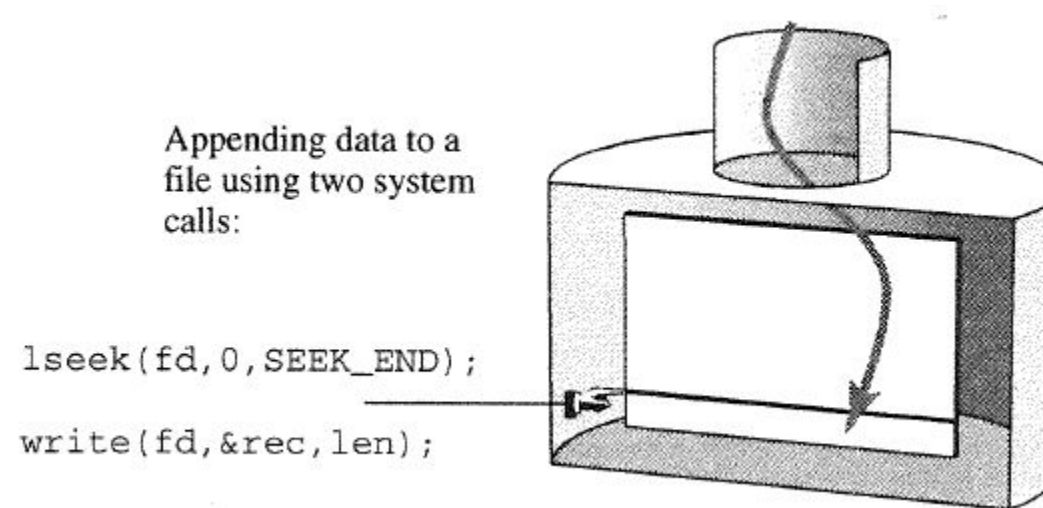 Appending data to a
file using two system
calls:
lseek(fd,0,SEEK_END);
write(fd,&rec,len);